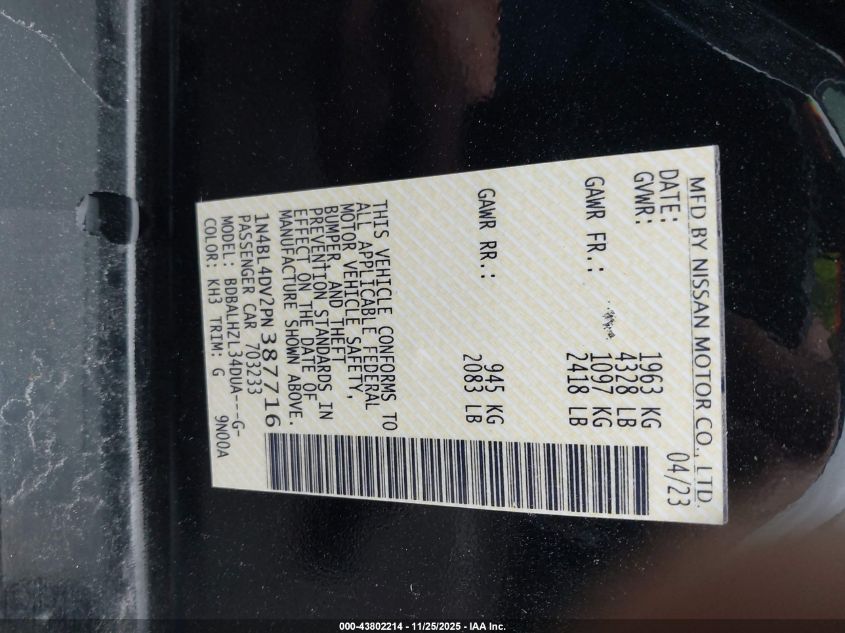 MFD BY NISSAN MOTOR CO., LTD.
DATE: 04/23
GVWR: 1963 KG
4328 LB
GAWR FR.: 1097 KG
2418 LB
GAWR RR.: 945 KG
2083 LB
THIS VEHICLE CONFORMS TO
ALL APPLICABLE FEDERAL
MOTOR VEHICLE SAFETY,
BUMPER, AND THEFT
PREVENTION STANDARDS IN
EFFECT ON THE DATE OF
MANUFACTURE SHOWN ABOVE.
1N4BL4DV2PN387716
PASSENGER CAR 703233
MODEL: BDBALHZL34DUA---G-
COLOR: KH3 TRIM: G 9N00A
000-43802214 - 11/25/2025 - IAA Inc.